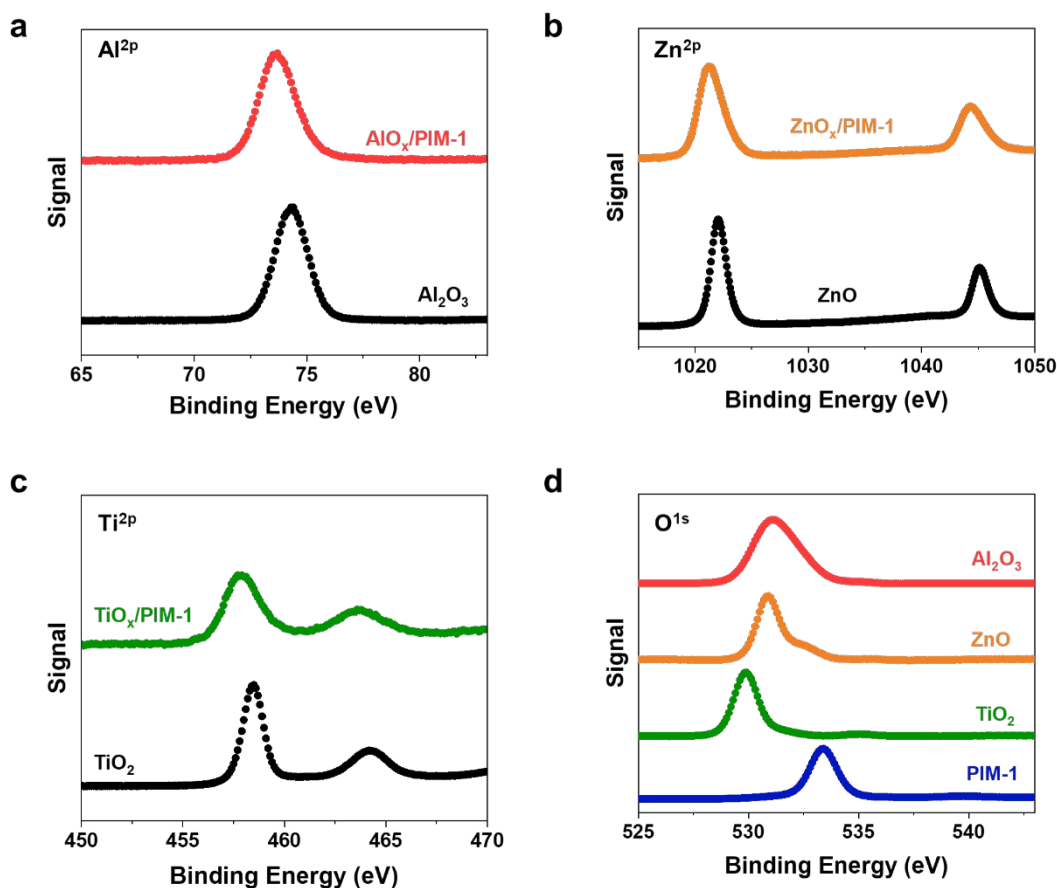 a
Al²ᵖ
AlOₓ/PIM-1
Al₂O₃
Signal
65 70 75 80
Binding Energy (eV)
b
Zn²ᵖ
ZnOₓ/PIM-1
ZnO
Signal
1020 1030 1040 1050
Binding Energy (eV)
c
Ti²ᵖ
TiOₓ/PIM-1
TiO₂
Signal
450 455 460 465 470
Binding Energy (eV)
d
O¹ˢ
Al₂O₃
ZnO
TiO₂
PIM-1
Signal
525 530 535 540
Binding Energy (eV)